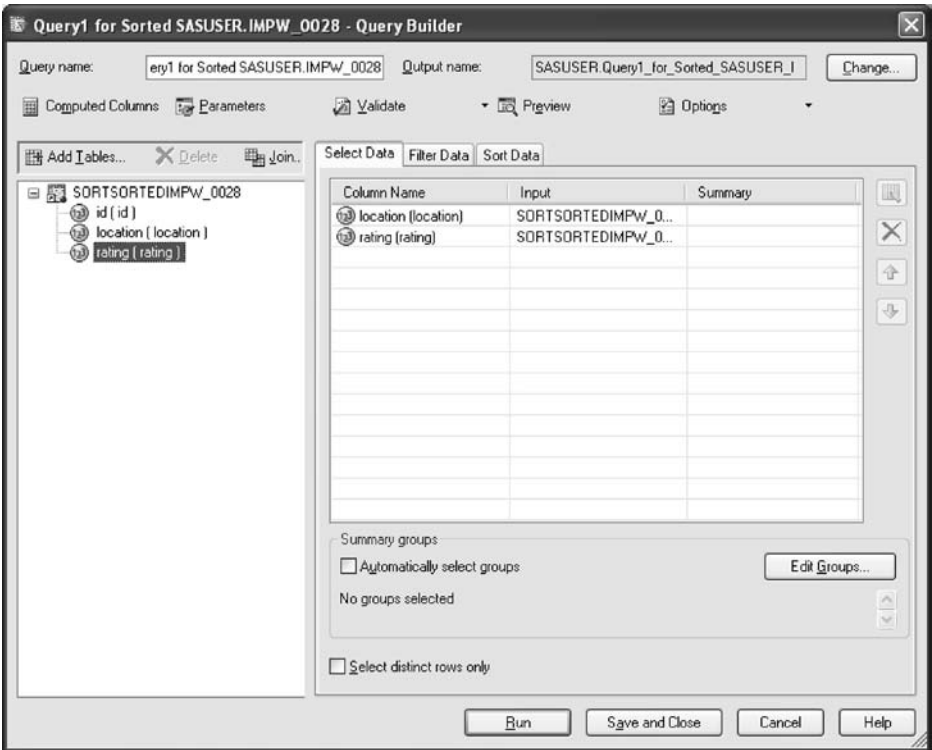 Query1 for Sorted SASUSER.IMPW_0028 - Query Builder
Query name: ery1 for Sorted SASUSER.IMPW_0028 Output name: SASUSER.Query1_for_Sorted_SASUSER_I Change...
Computed Columns Parameters Validate Preview Options
Add Tables... Delete Join..
Select Data Filter Data Sort Data
SORTSORTEDIMPW_0028
id ( id )
location ( location )
rating ( rating )
Column Name Input Summary
location (location) SORTSORTEDIMPW_0...
rating (rating) SORTSORTEDIMPW_0...
Summary groups
Automatically select groups Edit Groups...
No groups selected
Select distinct rows only
Run Save and Close Cancel Help